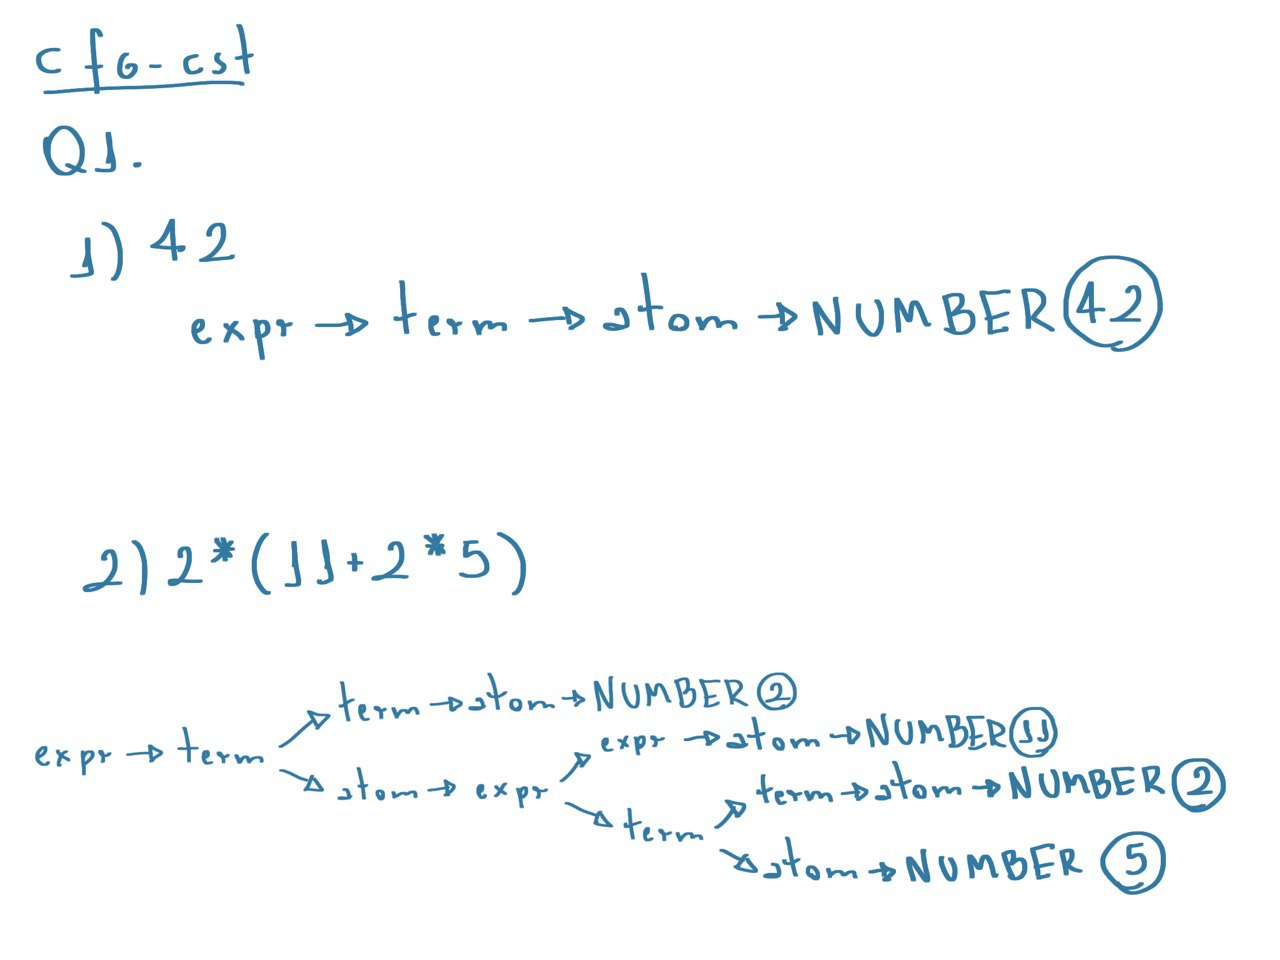 cfG-cst
Q1.
1) 42
expr → term → atom → NUMBER 42
2) 2*(11+2*5)
term → atom → NUMBER 2
expr → term
expr → atom → NUMBER 11
atom → expr
term → atom → NUMBER 2
term
atom → NUMBER 5